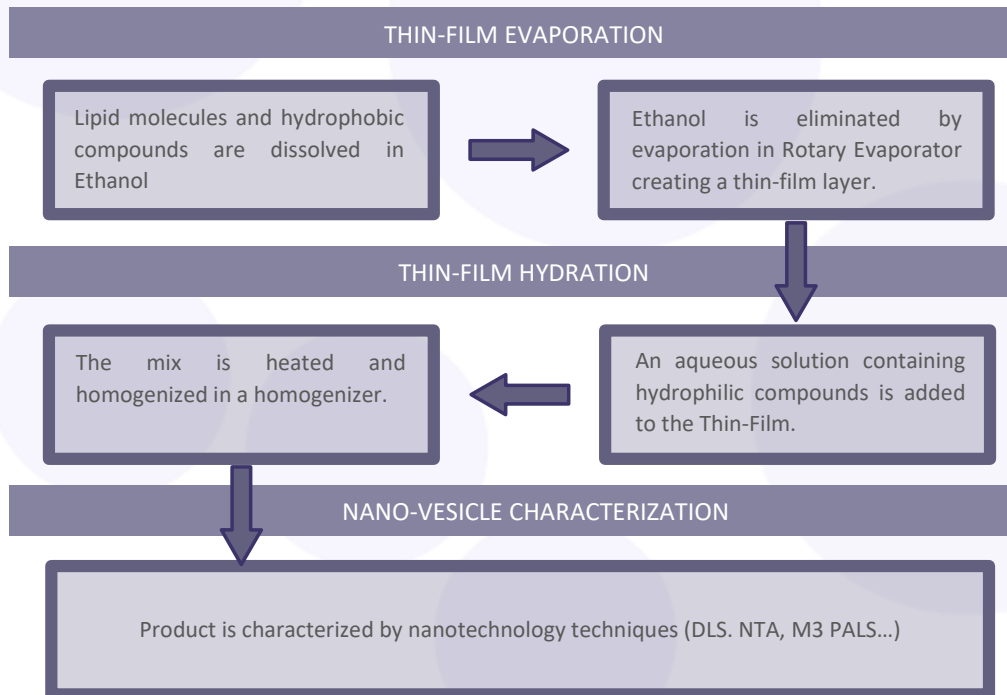 THIN-FILM EVAPORATION
Lipid molecules and hydrophobic
compounds are dissolved in
Ethanol
Ethanol is eliminated by
evaporation in Rotary Evaporator
creating a thin-film layer.
THIN-FILM HYDRATION
An aqueous solution containing
hydrophilic compounds is added
to the Thin-Film.
The mix is heated and
homogenized in a homogenizer.
NANO-VESICLE CHARACTERIZATION
Product is characterized by nanotechnology techniques (DLS. NTA, M3 PALS...)